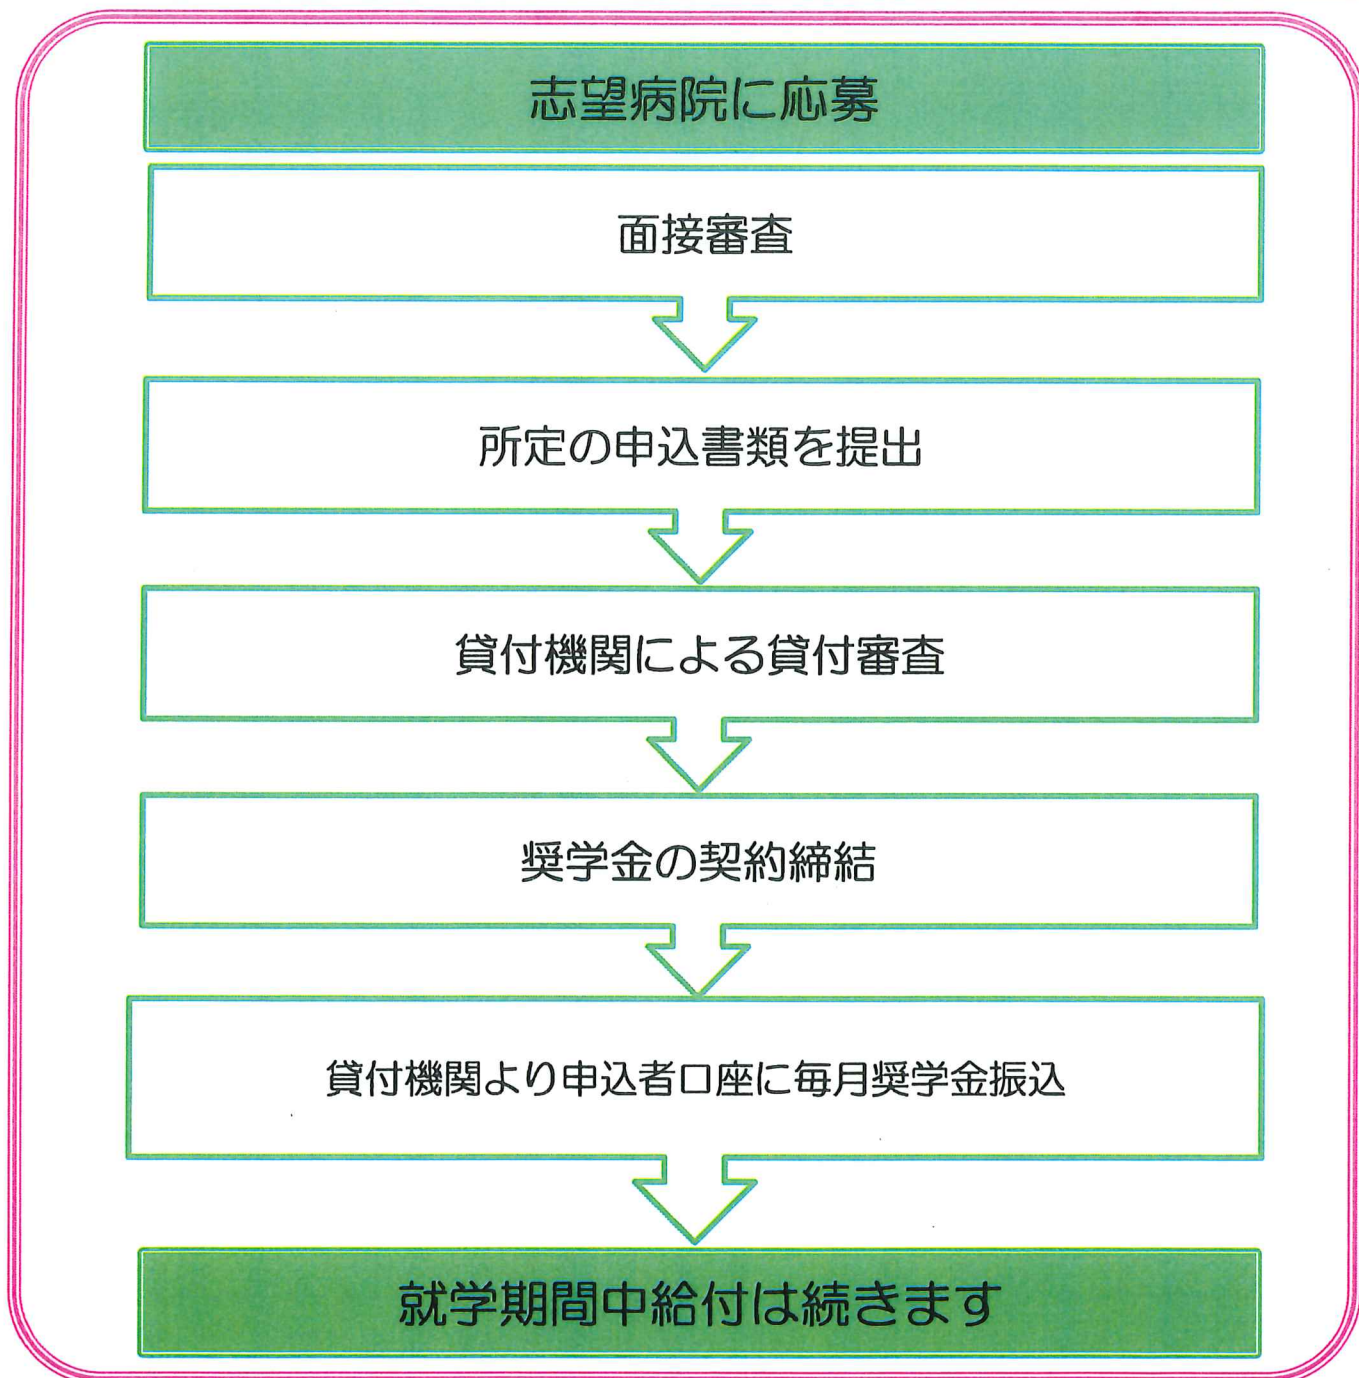 志望病院に応募
面接審査
所定の申込書類を提出
貸付機関による貸付審査
奨学金の契約締結
貸付機関より申込者口座に毎月奨学金振込
就学期間中給付は続きます